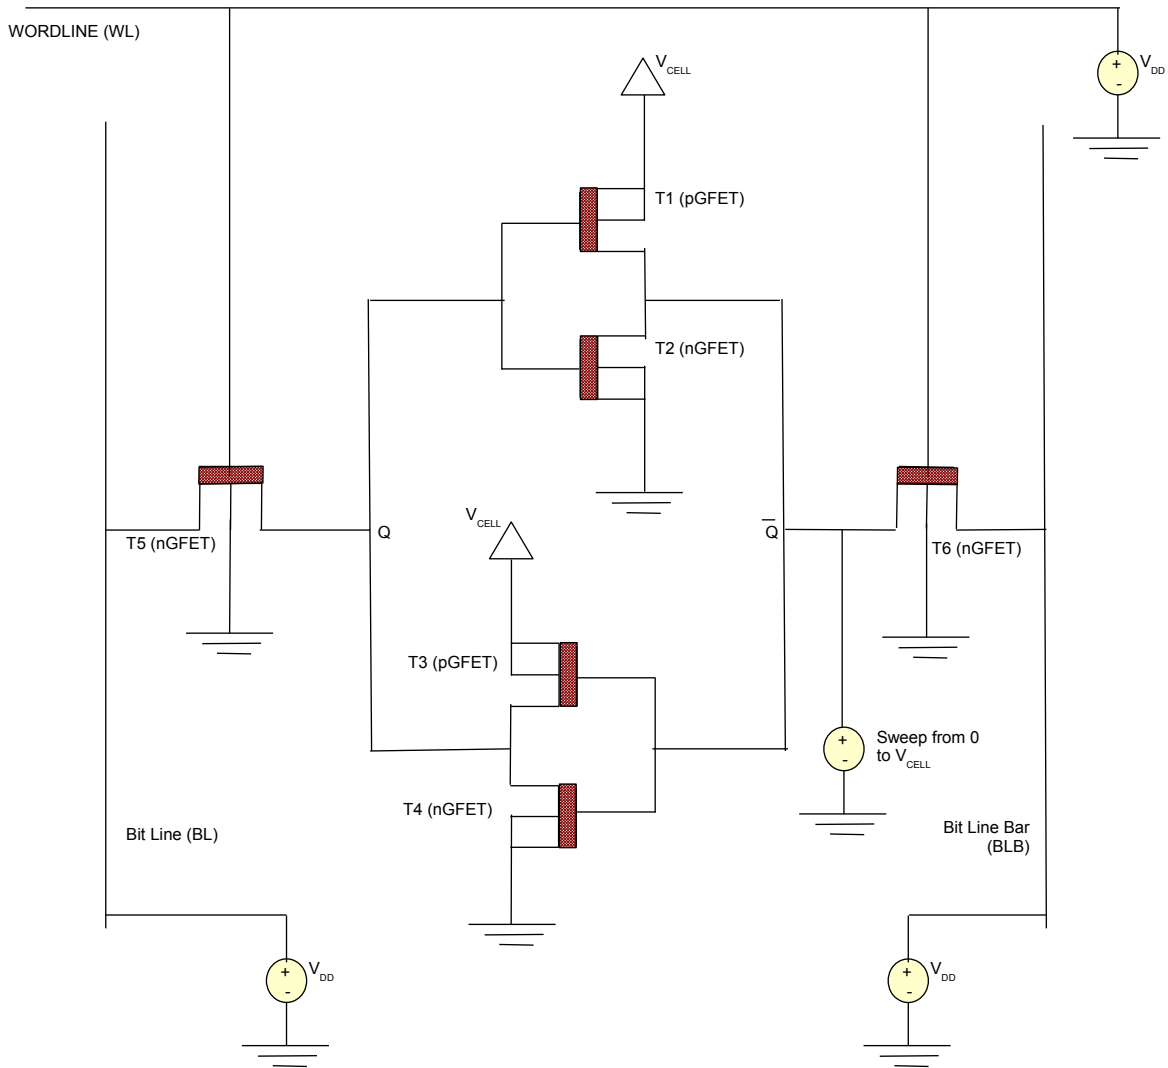 WORDLINE (WL)
V_CELL
+
-
V_DD
T1 (pGFET)
T2 (nGFET)
V_CELL
Q
Q̅
T5 (nGFET)
T6 (nGFET)
T3 (pGFET)
+
-
Sweep from 0
to V_CELL
T4 (nGFET)
Bit Line (BL)
Bit Line Bar
(BLB)
+
-
V_DD
+
-
V_DD